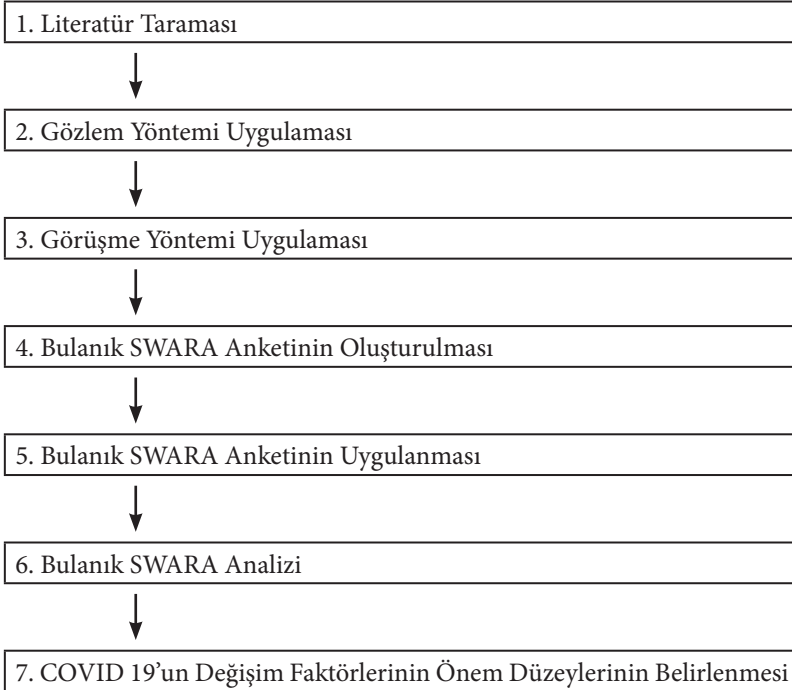 1. Literatür Taraması
2. Gözlem Yöntemi Uygulaması
3. Görüşme Yöntemi Uygulaması
4. Bulanık SWARA Anketinin Oluşturulması
5. Bulanık SWARA Anketinin Uygulanması
6. Bulanık SWARA Analizi
7. COVID 19’un Değişim Faktörlerinin Önem Düzeylerinin Belirlenmesi